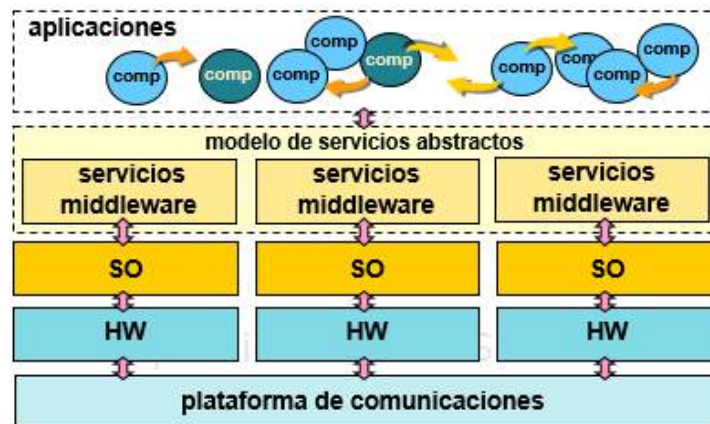 aplicaciones
comp
comp
comp
comp
comp
comp
comp
comp
comp
modelo de servicios abstractos
servicios
middleware
servicios
middleware
servicios
middleware
SO
SO
SO
HW
HW
HW
plataforma de comunicaciones